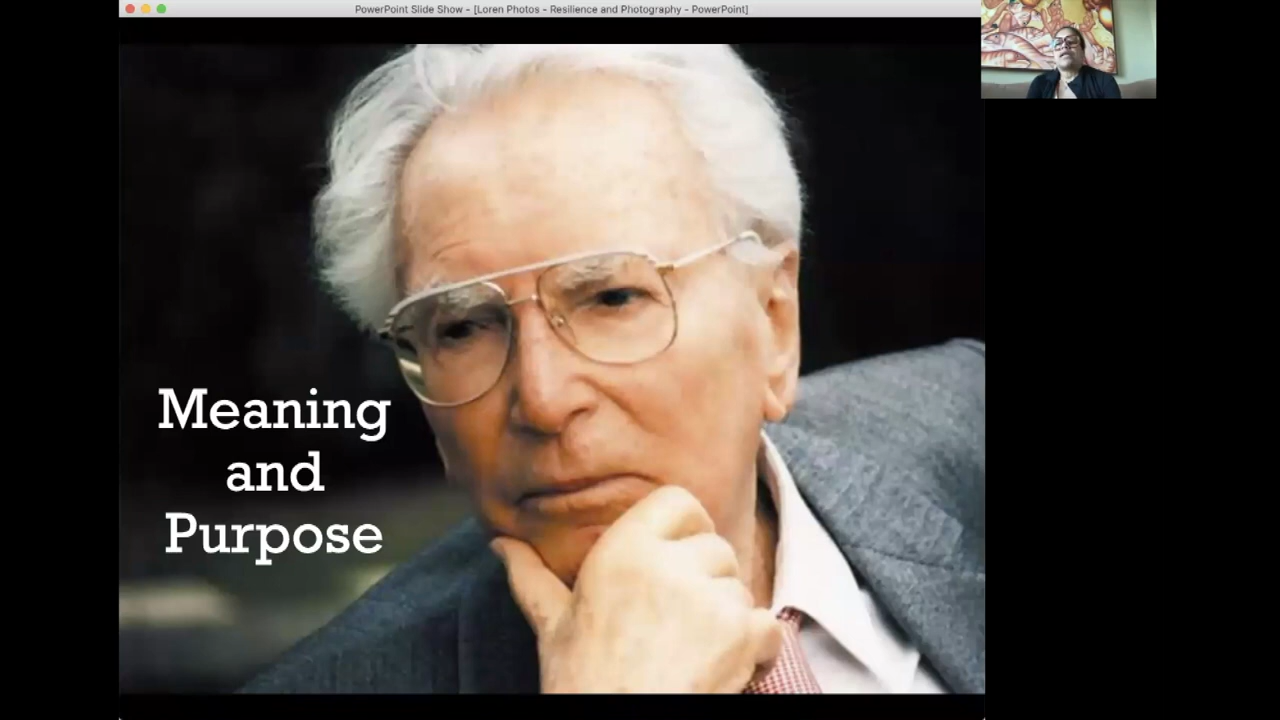 PowerPoint Slide Show - [Loren Photos - Resilience and Photography - PowerPoint]
Meaning
and
Purpose